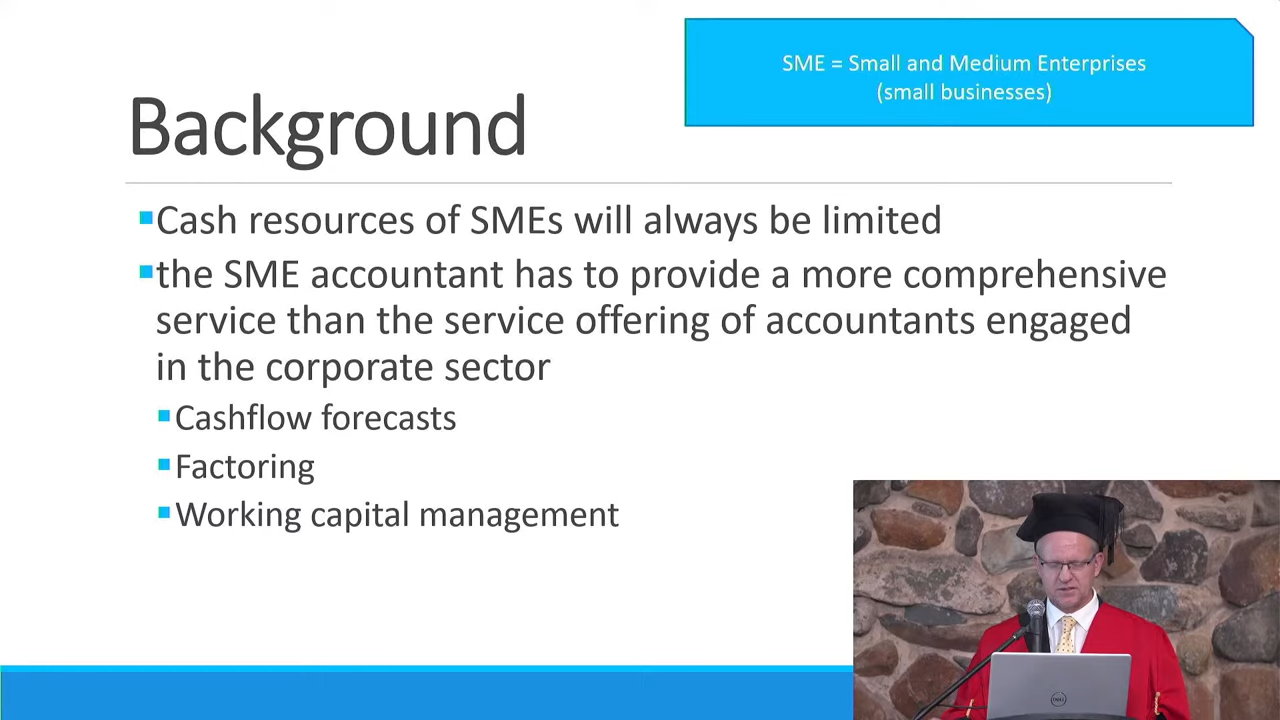 SME = Small and Medium Enterprises
(small businesses)
Background
Cash resources of SMEs will always be limited
the SME accountant has to provide a more comprehensive
service than the service offering of accountants engaged
in the corporate sector
Cashflow forecasts
Factoring
Working capital management
DELL